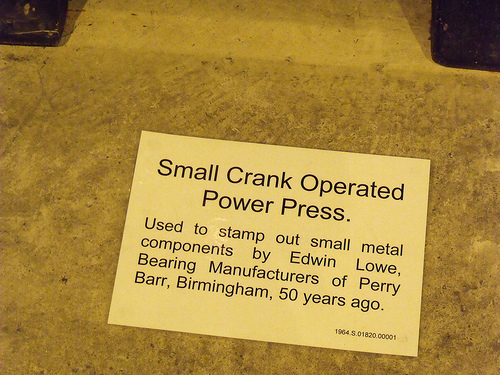 Small Crank Operated
Power Press.
Used to stamp out small metal
components by Edwin Lowe,
Bearing Manufacturers of Perry
Barr, Birmingham, 50 years ago.
1964.S.01820.00001